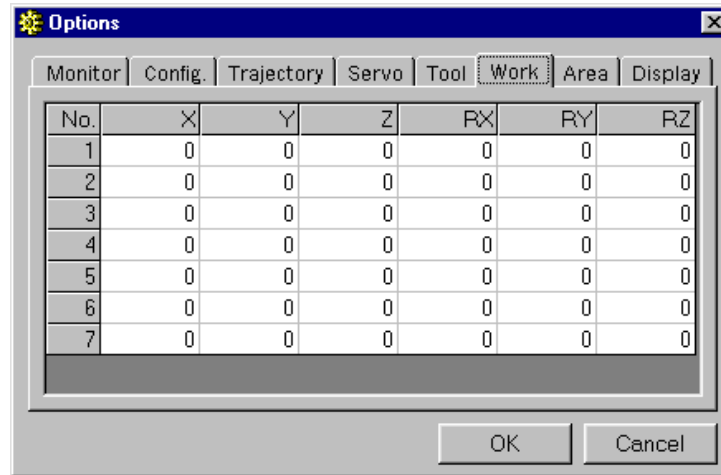 Options
Monitor Config. Trajectory Servo Tool Work Area Display
No. X Y Z RX RY RZ
1 0 0 0 0 0 0
2 0 0 0 0 0 0
3 0 0 0 0 0 0
4 0 0 0 0 0 0
5 0 0 0 0 0 0
6 0 0 0 0 0 0
7 0 0 0 0 0 0
OK Cancel